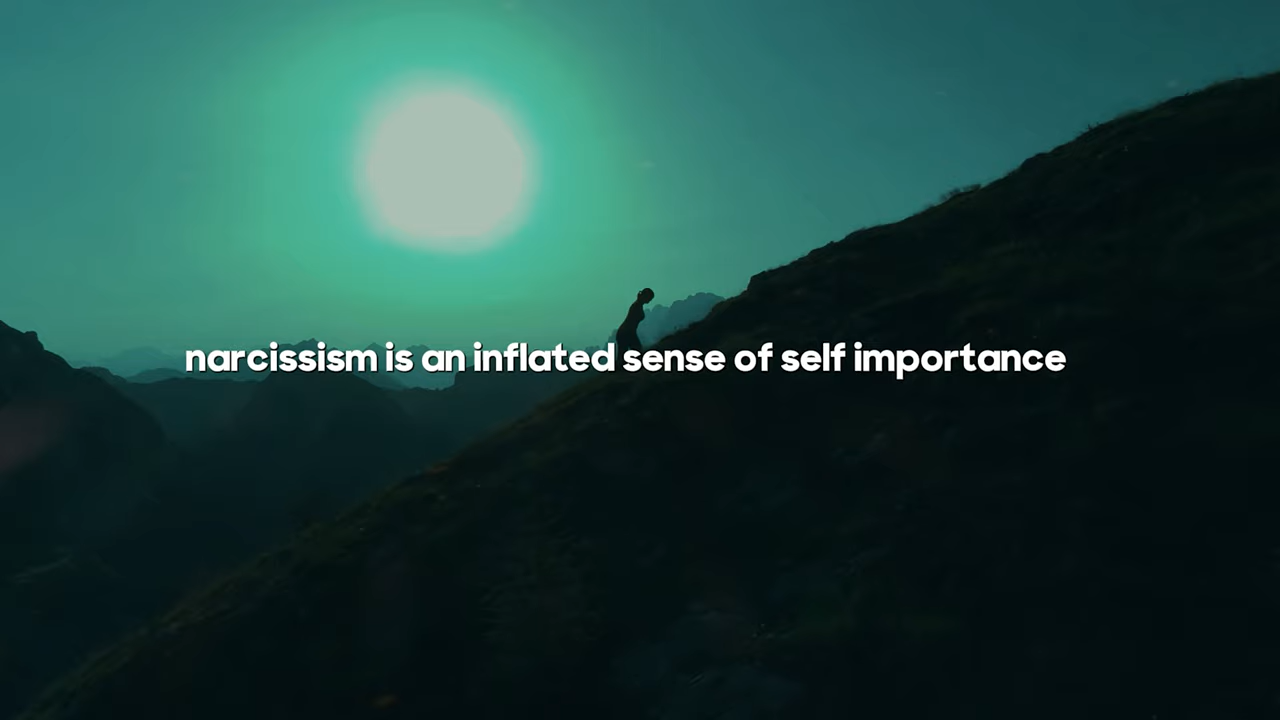 narcissism is an inflated sense of self importance